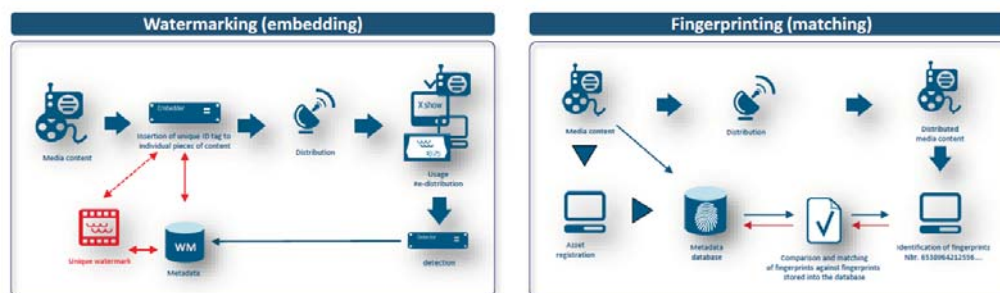 Watermarking (embedding)
Media content
Embedder
Insertion of unique ID tag to
individual pieces of content
Distribution
X show
Usage
Re-distribution
Unique watermark
WM
Metadata
Detector
detection
Fingerprinting (matching)
Media content
Distribution
Distributed
media content
Asset
registration
Metadata
database
Comparison and matching
of fingerprints against fingerprints
stored into the database
Identification of fingerprints